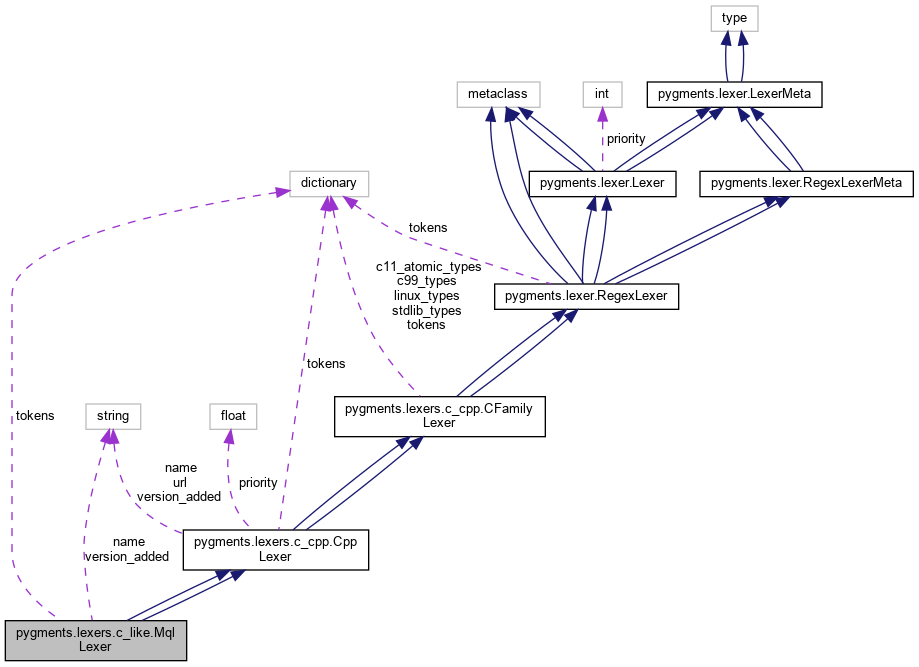 type
metaclass
int
pygments.lexer.LexerMeta
priority
dictionary
pygments.lexer.Lexer
pygments.lexer.RegexLexerMeta
tokens
c11_atomic_types
c99_types
linux_types
stdlib_types
tokens
pygments.lexer.RegexLexer
tokens
string
float
pygments.lexers.c_cpp.CFamily
Lexer
tokens
name
url
version_added
priority
name
version_added
pygments.lexers.c_cpp.Cpp
Lexer
pygments.lexers.c_like.Mql
Lexer